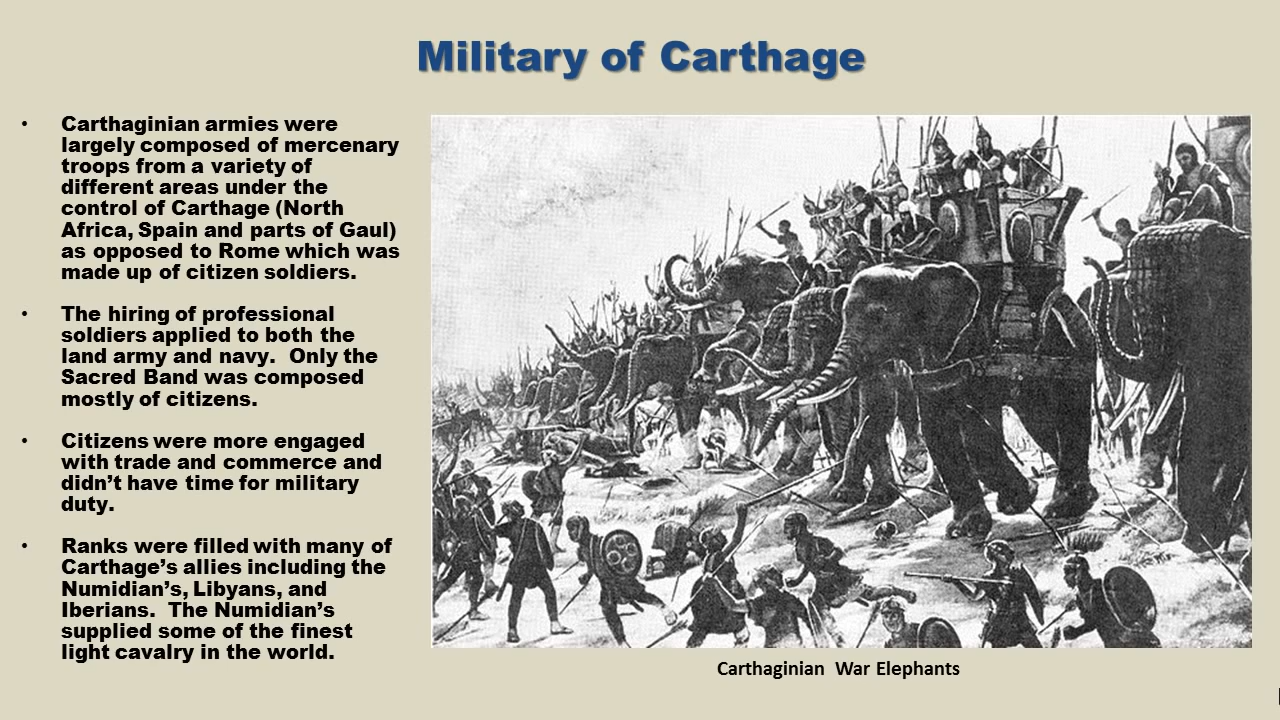 Military of Carthage
• Carthaginian armies were
largely composed of mercenary
troops from a variety of
different areas under the
control of Carthage (North
Africa, Spain and parts of Gaul)
as opposed to Rome which was
made up of citizen soldiers.
• The hiring of professional
soldiers applied to both the
land army and navy.  Only the
Sacred Band was composed
mostly of citizens.
• Citizens were more engaged
with trade and commerce and
didn’t have time for military
duty.
• Ranks were filled with many of
Carthage’s allies including the
Numidian’s, Libyans, and
Iberians.  The Numidian’s
supplied some of the finest
light cavalry in the world.
Carthaginian  War Elephants